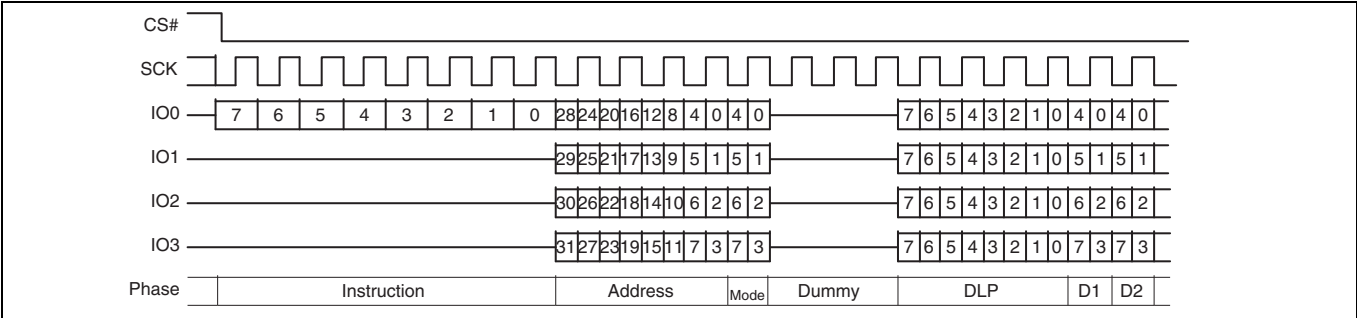 CS#
SCK
IO0 7 6 5 4 3 2 1 0 28 24 20 16 12 8 4 0 4 0 7 6 5 4 3 2 1 0 4 0 4 0
IO1 29 25 21 17 13 9 5 1 5 1 7 6 5 4 3 2 1 0 5 1 5 1
IO2 30 26 22 18 14 10 6 2 6 2 7 6 5 4 3 2 1 0 6 2 6 2
IO3 31 27 23 19 15 11 7 3 7 3 7 6 5 4 3 2 1 0 7 3 7 3
Phase Instruction Address Mode Dummy DLP D1 D2